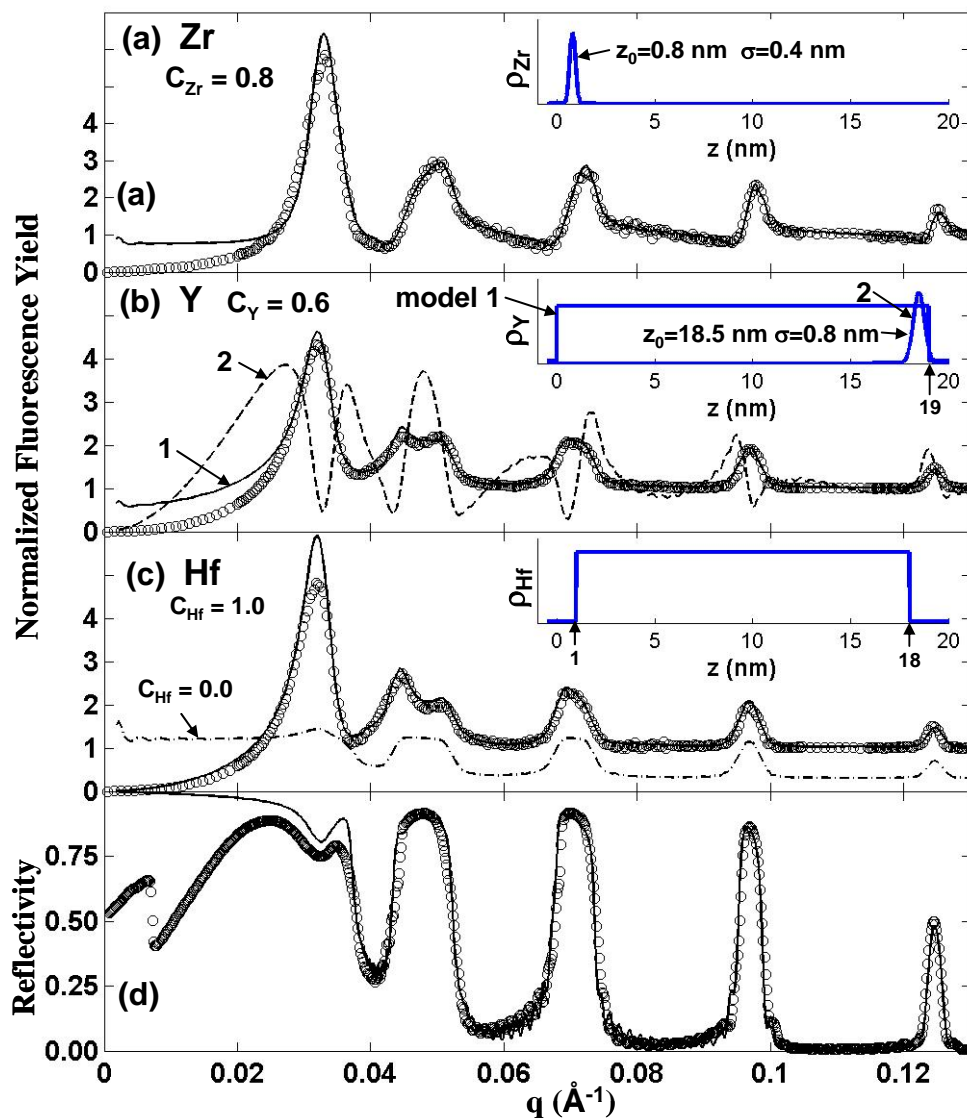 (a) Zr
C_Zr = 0.8
ρ_Zr
z₀=0.8 nm σ=0.4 nm
0 5 10 15 20
z (nm)
(a)
4
3
2
1
0
Normalized Fluorescence Yield
(b) Y C_Y = 0.6
model 1
2
ρ_Y
z₀=18.5 nm σ=0.8 nm
0 5 10 15 20
z (nm)
19
2
1
5
4
3
2
1
0
(c) Hf
C_Hf = 1.0
C_Hf = 0.0
ρ_Hf
0 5 10 15 20
1 z (nm) 18
4
3
2
1
0
Reflectivity
0.75
0.50
0.25
0.00
(d)
0 0.02 0.04 0.06 0.08 0.1 0.12
q (Å⁻¹)